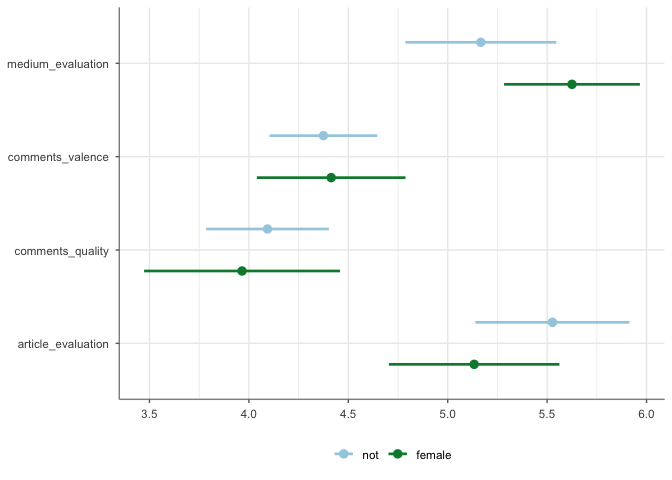 medium_evaluation
comments_valence
comments_quality
article_evaluation
3.5 4.0 4.5 5.0 5.5 6.0
not female